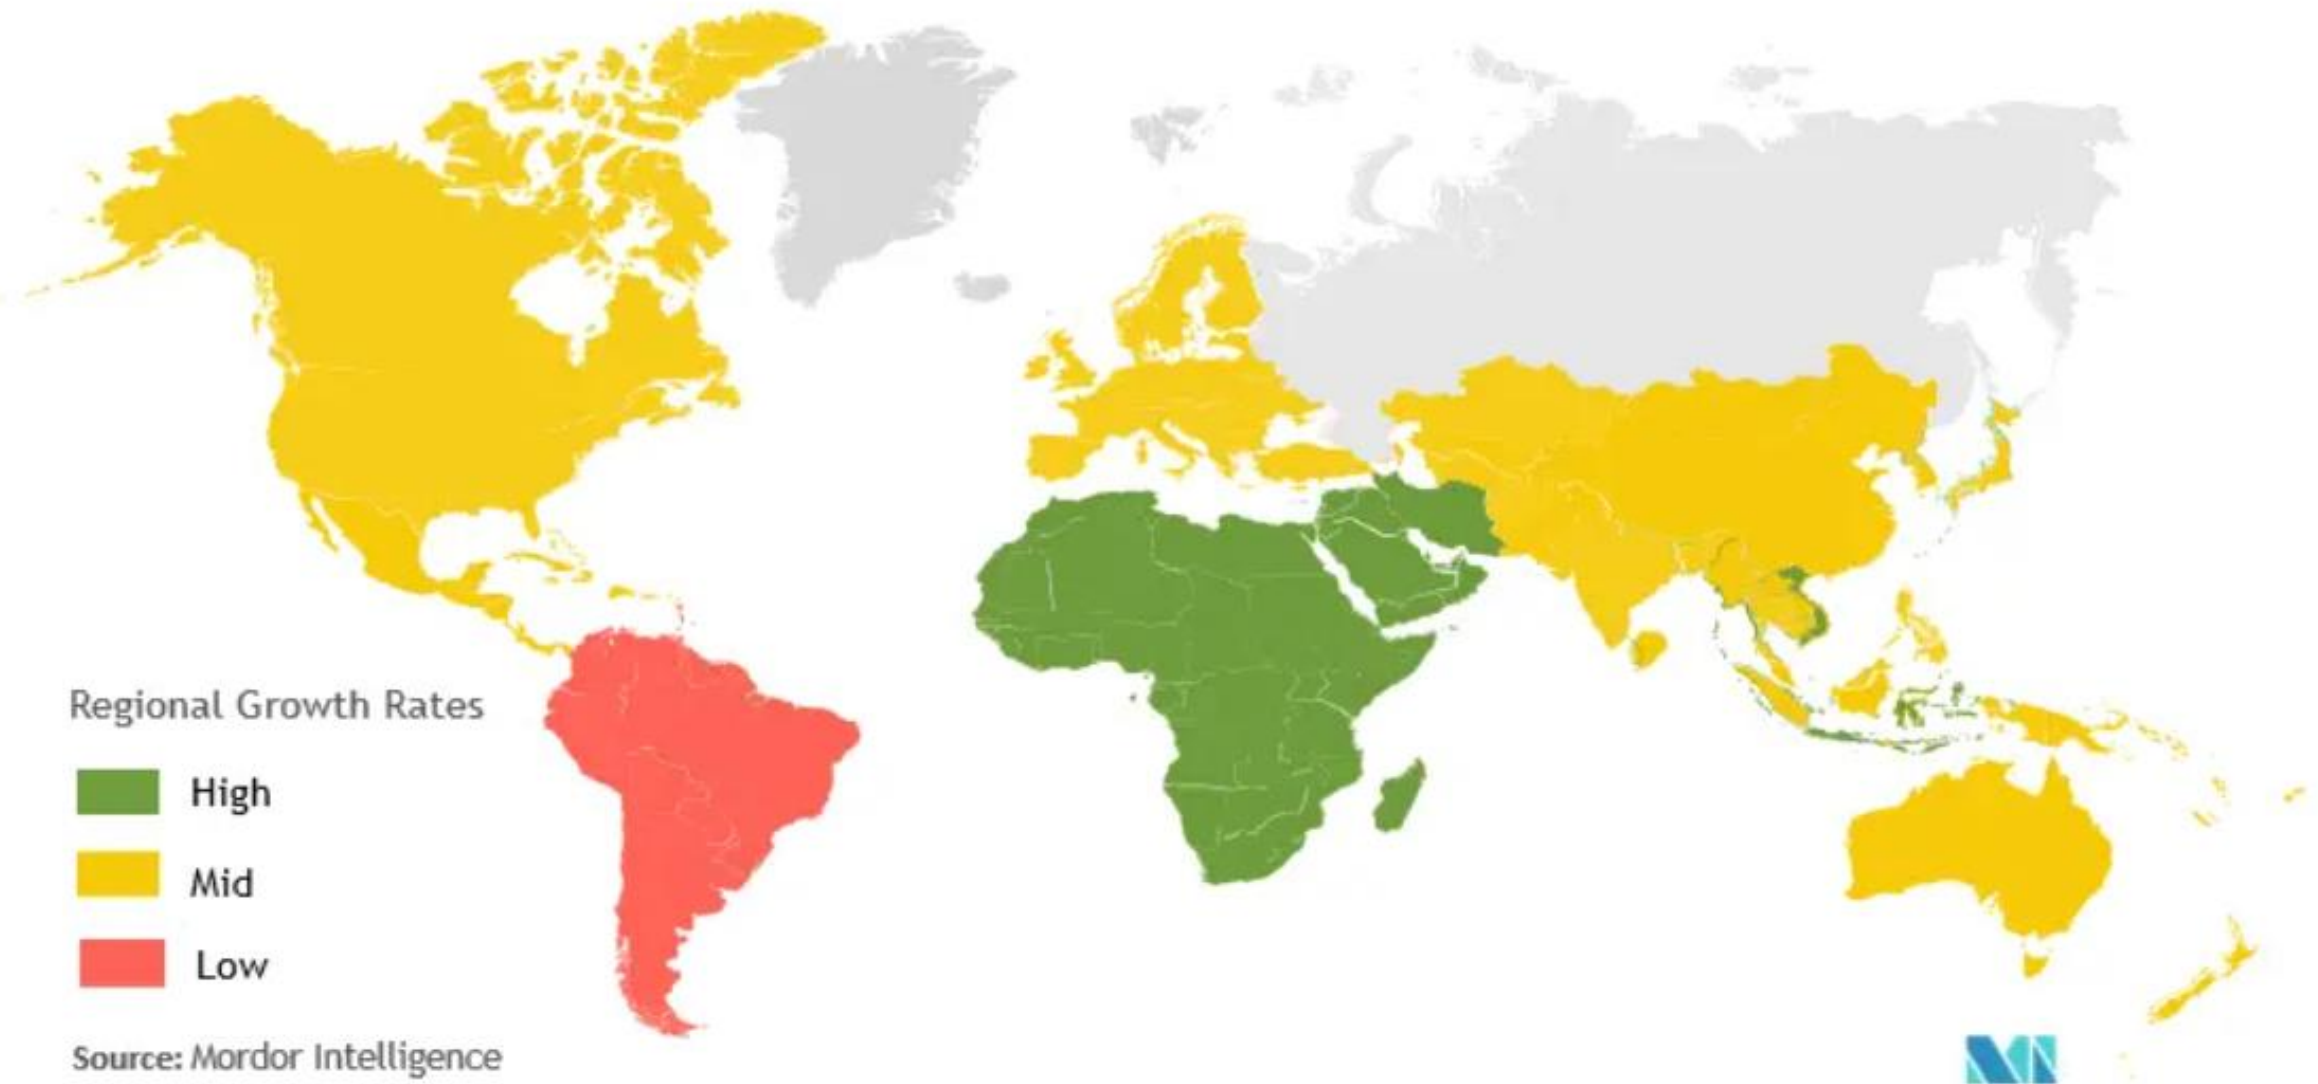 Regional Growth Rates
High
Mid
Low
Source: Mordor Intelligence